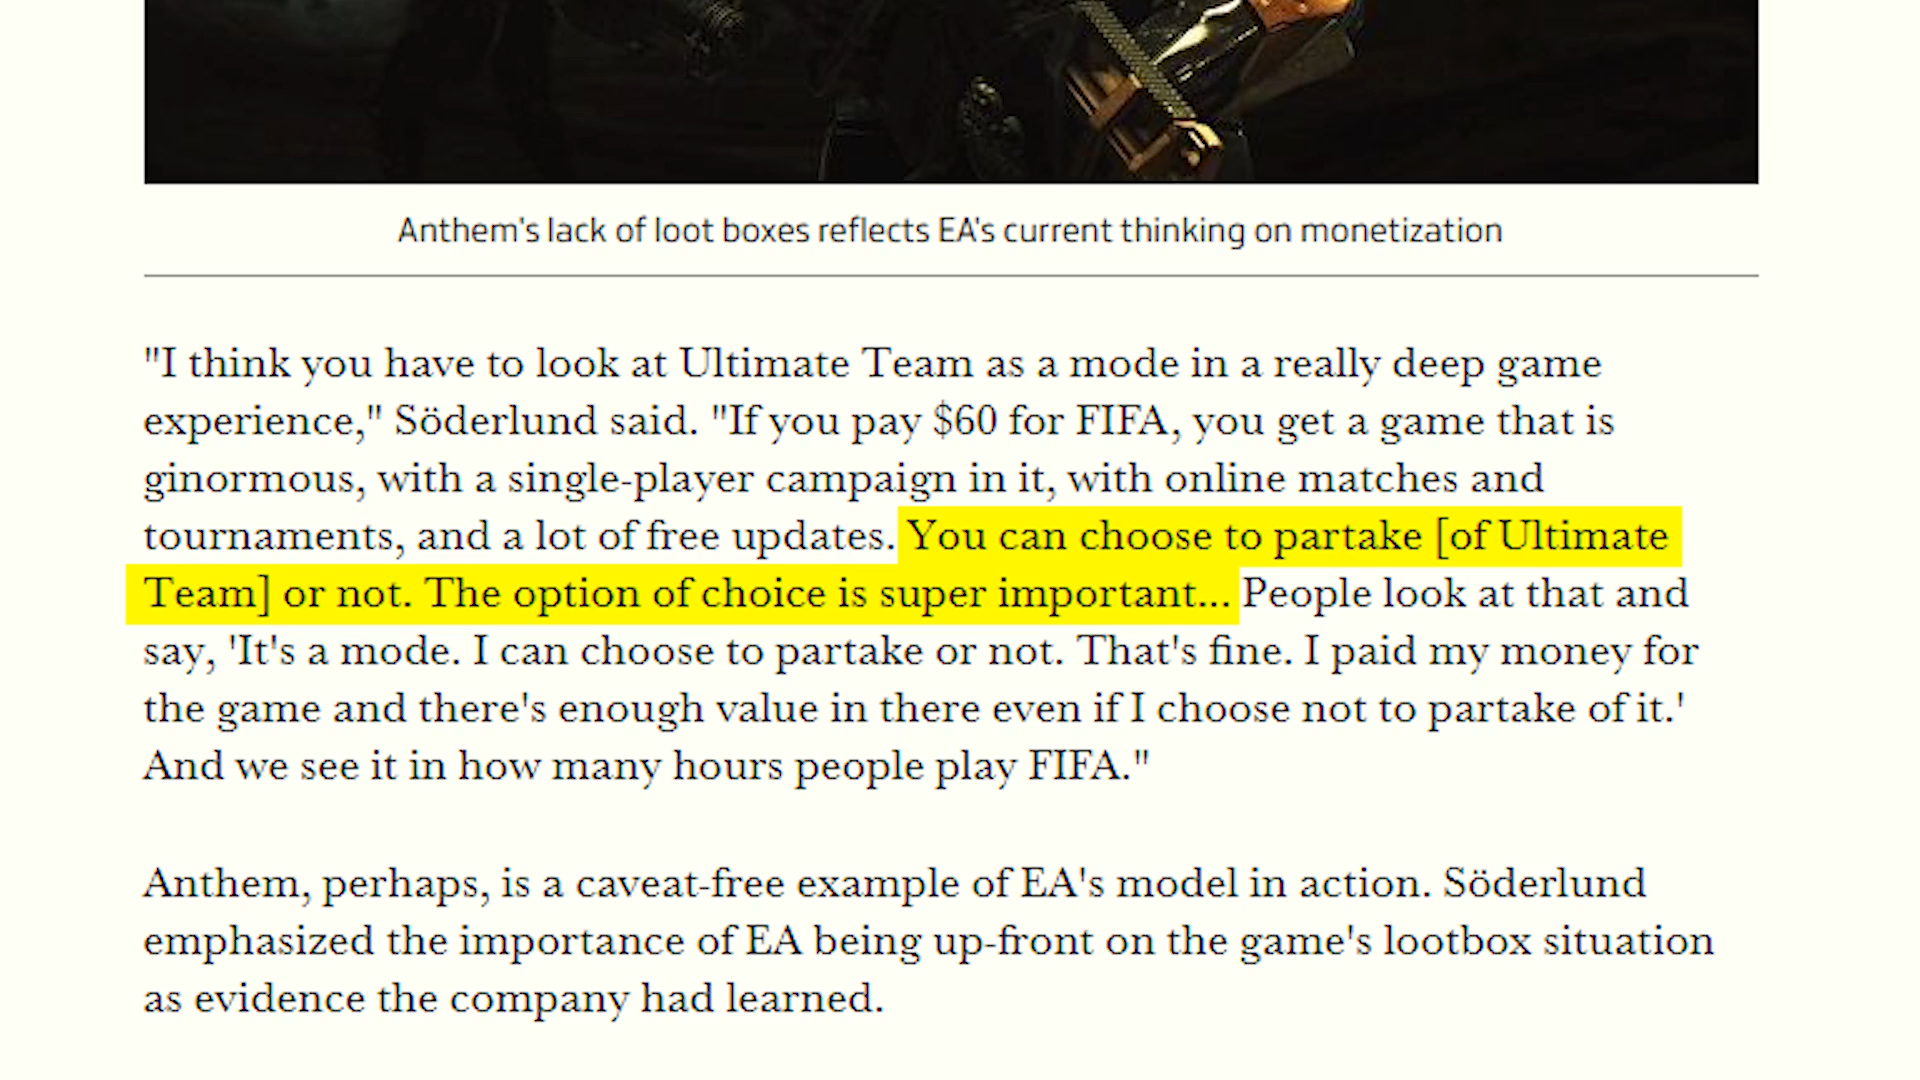 Anthem's lack of loot boxes reflects EA's current thinking on monetization
"I think you have to look at Ultimate Team as a mode in a really deep game
experience," Söderlund said. "If you pay $60 for FIFA, you get a game that is
ginormous, with a single-player campaign in it, with online matches and
tournaments, and a lot of free updates. You can choose to partake [of Ultimate
Team] or not. The option of choice is super important... People look at that and
say, 'It's a mode. I can choose to partake or not. That's fine. I paid my money for
the game and there's enough value in there even if I choose not to partake of it.'
And we see it in how many hours people play FIFA."
Anthem, perhaps, is a caveat-free example of EA's model in action. Söderlund
emphasized the importance of EA being up-front on the game's lootbox situation
as evidence the company had learned.